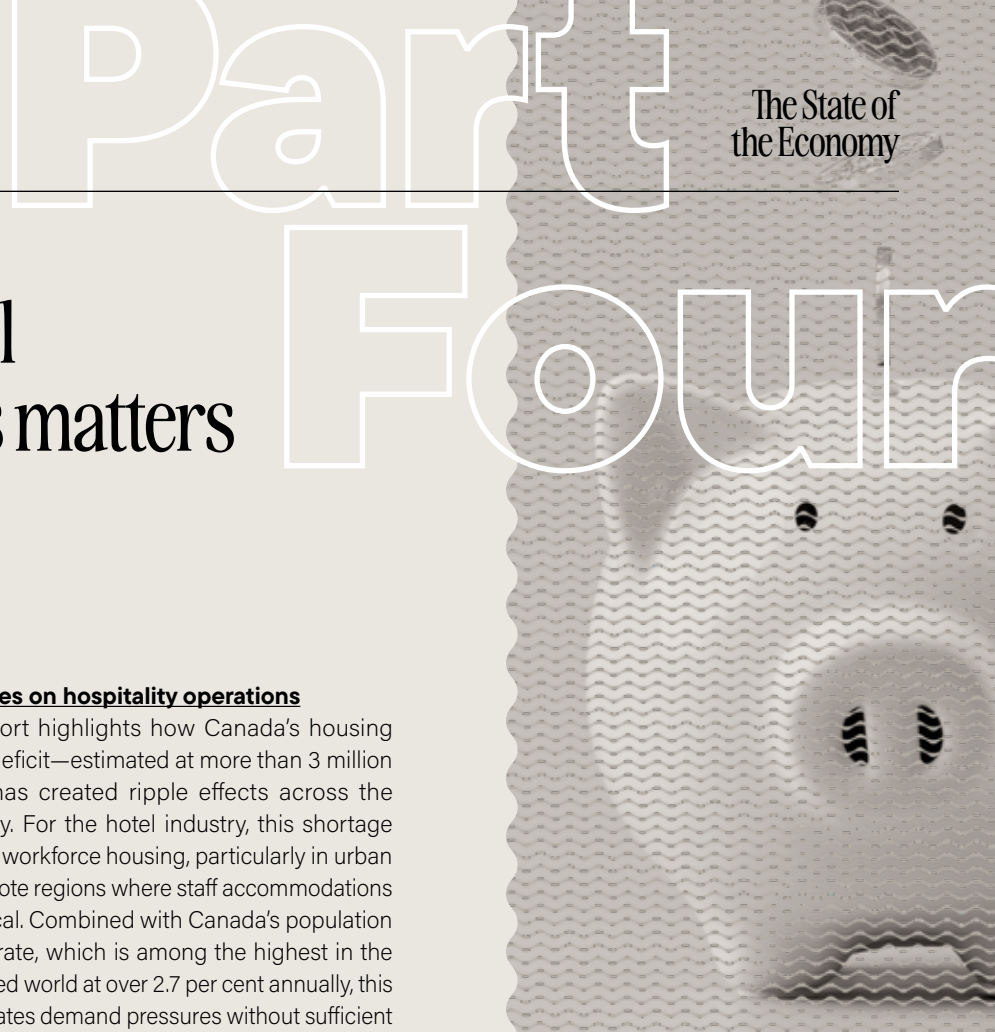 Part
The State of
the Economy
Four
l
s matters
es on hospitality operations
ort highlights how Canada’s housing
eficit—estimated at more than 3 million
has created ripple effects across the
y. For the hotel industry, this shortage
workforce housing, particularly in urban
ote regions where staff accommodations
cal. Combined with Canada’s population
rate, which is among the highest in the
ed world at over 2.7 per cent annually, this
ates demand pressures without sufficient